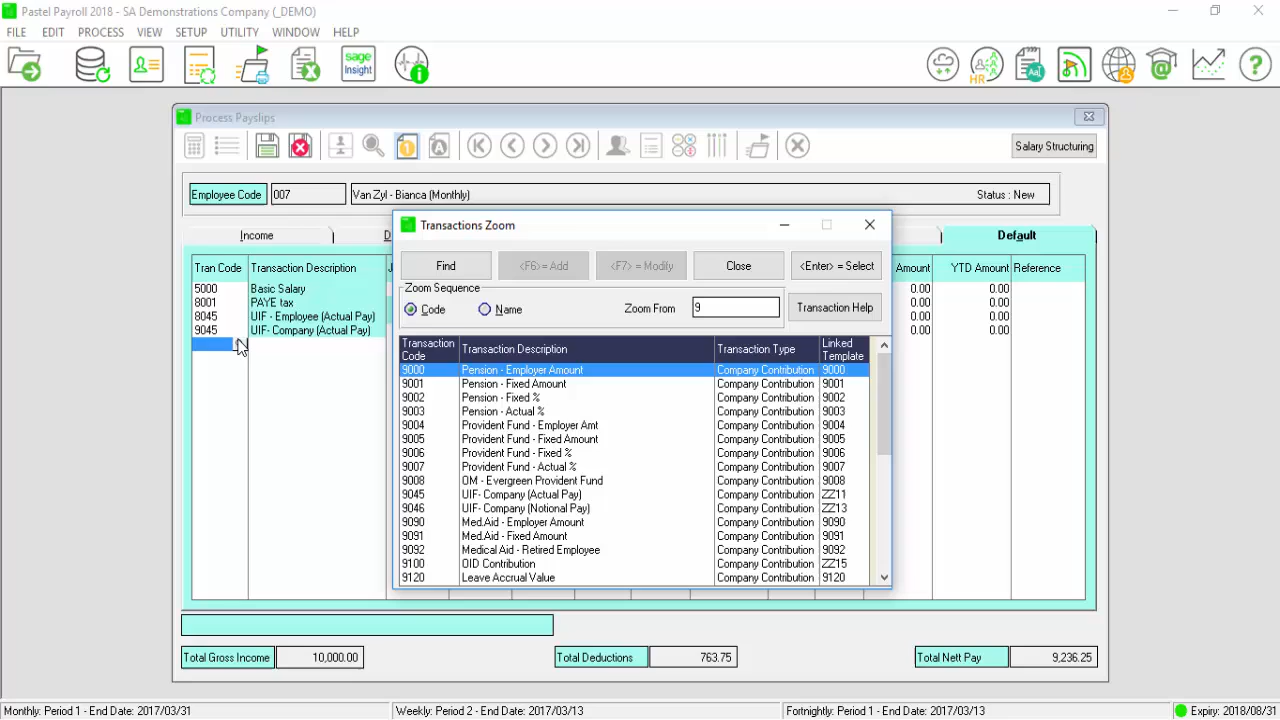 Pastel Payroll 2018 - SA Demonstrations Company (_DEMO)
FILE EDIT PROCESS VIEW SETUP UTILITY WINDOW HELP
sage Insight
HR
Aa
Process Payslips
1 A
Salary Structuring
Employee Code 007 Van Zyl - Bianca (Monthly) Status : New
Income D Default
Tran Code Transaction Description Amount YTD Amount Reference
5000 Basic Salary 0.00 0.00
8001 PAYE tax 0.00 0.00
8045 UIF - Employee (Actual Pay) 0.00 0.00
9045 UIF- Company (Actual Pay) 0.00 0.00
Transactions Zoom
Find <F6>= Add <F7> = Modify Close <Enter> = Select
Zoom Sequence
Code Name Zoom From 9 Transaction Help
Transaction Code Transaction Description Transaction Type Linked Template
9000 Pension - Employer Amount Company Contribution 9000
9001 Pension - Fixed Amount Company Contribution 9001
9002 Pension - Fixed % Company Contribution 9002
9003 Pension - Actual % Company Contribution 9003
9004 Provident Fund - Employer Amt Company Contribution 9004
9005 Provident Fund - Fixed Amount Company Contribution 9005
9006 Provident Fund - Fixed % Company Contribution 9006
9007 Provident Fund - Actual % Company Contribution 9007
9008 OM - Evergreen Provident Fund Company Contribution 9008
9045 UIF- Company (Actual Pay) Company Contribution ZZ11
9046 UIF- Company (Notional Pay) Company Contribution ZZ13
9090 Med.Aid - Employer Amount Company Contribution 9090
9091 Med.Aid - Fixed Amount Company Contribution 9091
9092 Medical Aid - Retired Employee Company Contribution 9092
9100 OID Contribution Company Contribution ZZ15
9120 Leave Accrual Value Company Contribution 9120
Total Gross Income 10,000.00 Total Deductions 763.75 Total Nett Pay 9,236.25
Monthly: Period 1 - End Date: 2017/03/31 Weekly: Period 2 - End Date: 2017/03/13 Fortnightly: Period 1 - End Date: 2017/03/13 Expiry: 2018/08/31